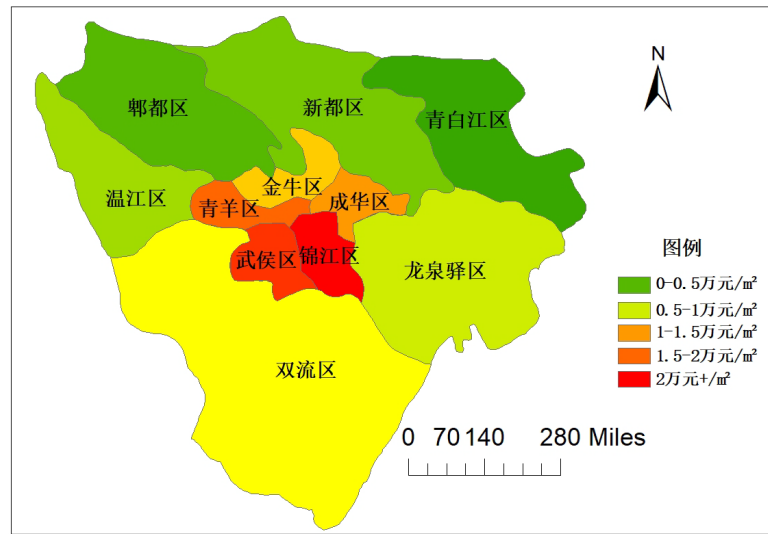 N
郫都区
新都区
青白江区
温江区
金牛区
青羊区
成华区
武侯区
锦江区
龙泉驿区
双流区
图例
0-0.5万元/m²
0.5-1万元/m²
1-1.5万元/m²
1.5-2万元/m²
2万元+/m²
0 70 140 280 Miles